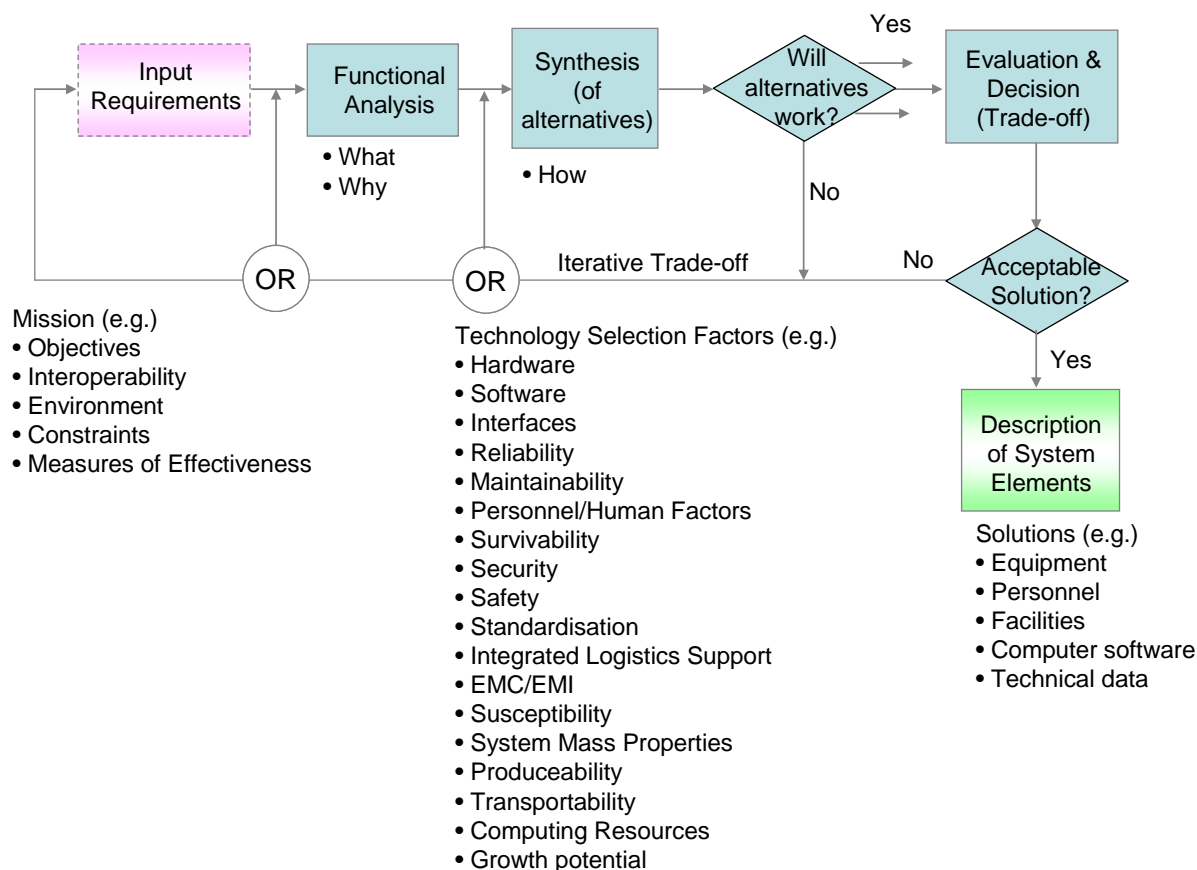 Input
Requirements
Functional
Analysis
Synthesis
(of
alternatives)
Will
alternatives
work?
Yes
Evaluation &
Decision
(Trade-off)
• What
• Why
• How
No
OR
OR
Iterative Trade-off
No
Acceptable
Solution?
Yes
Mission (e.g.)
• Objectives
• Interoperability
• Environment
• Constraints
• Measures of Effectiveness
Technology Selection Factors (e.g.)
• Hardware
• Software
• Interfaces
• Reliability
• Maintainability
• Personnel/Human Factors
• Survivability
• Security
• Safety
• Standardisation
• Integrated Logistics Support
• EMC/EMI
• Susceptibility
• System Mass Properties
• Produceability
• Transportability
• Computing Resources
• Growth potential
Description
of System
Elements
Solutions (e.g.)
• Equipment
• Personnel
• Facilities
• Computer software
• Technical data